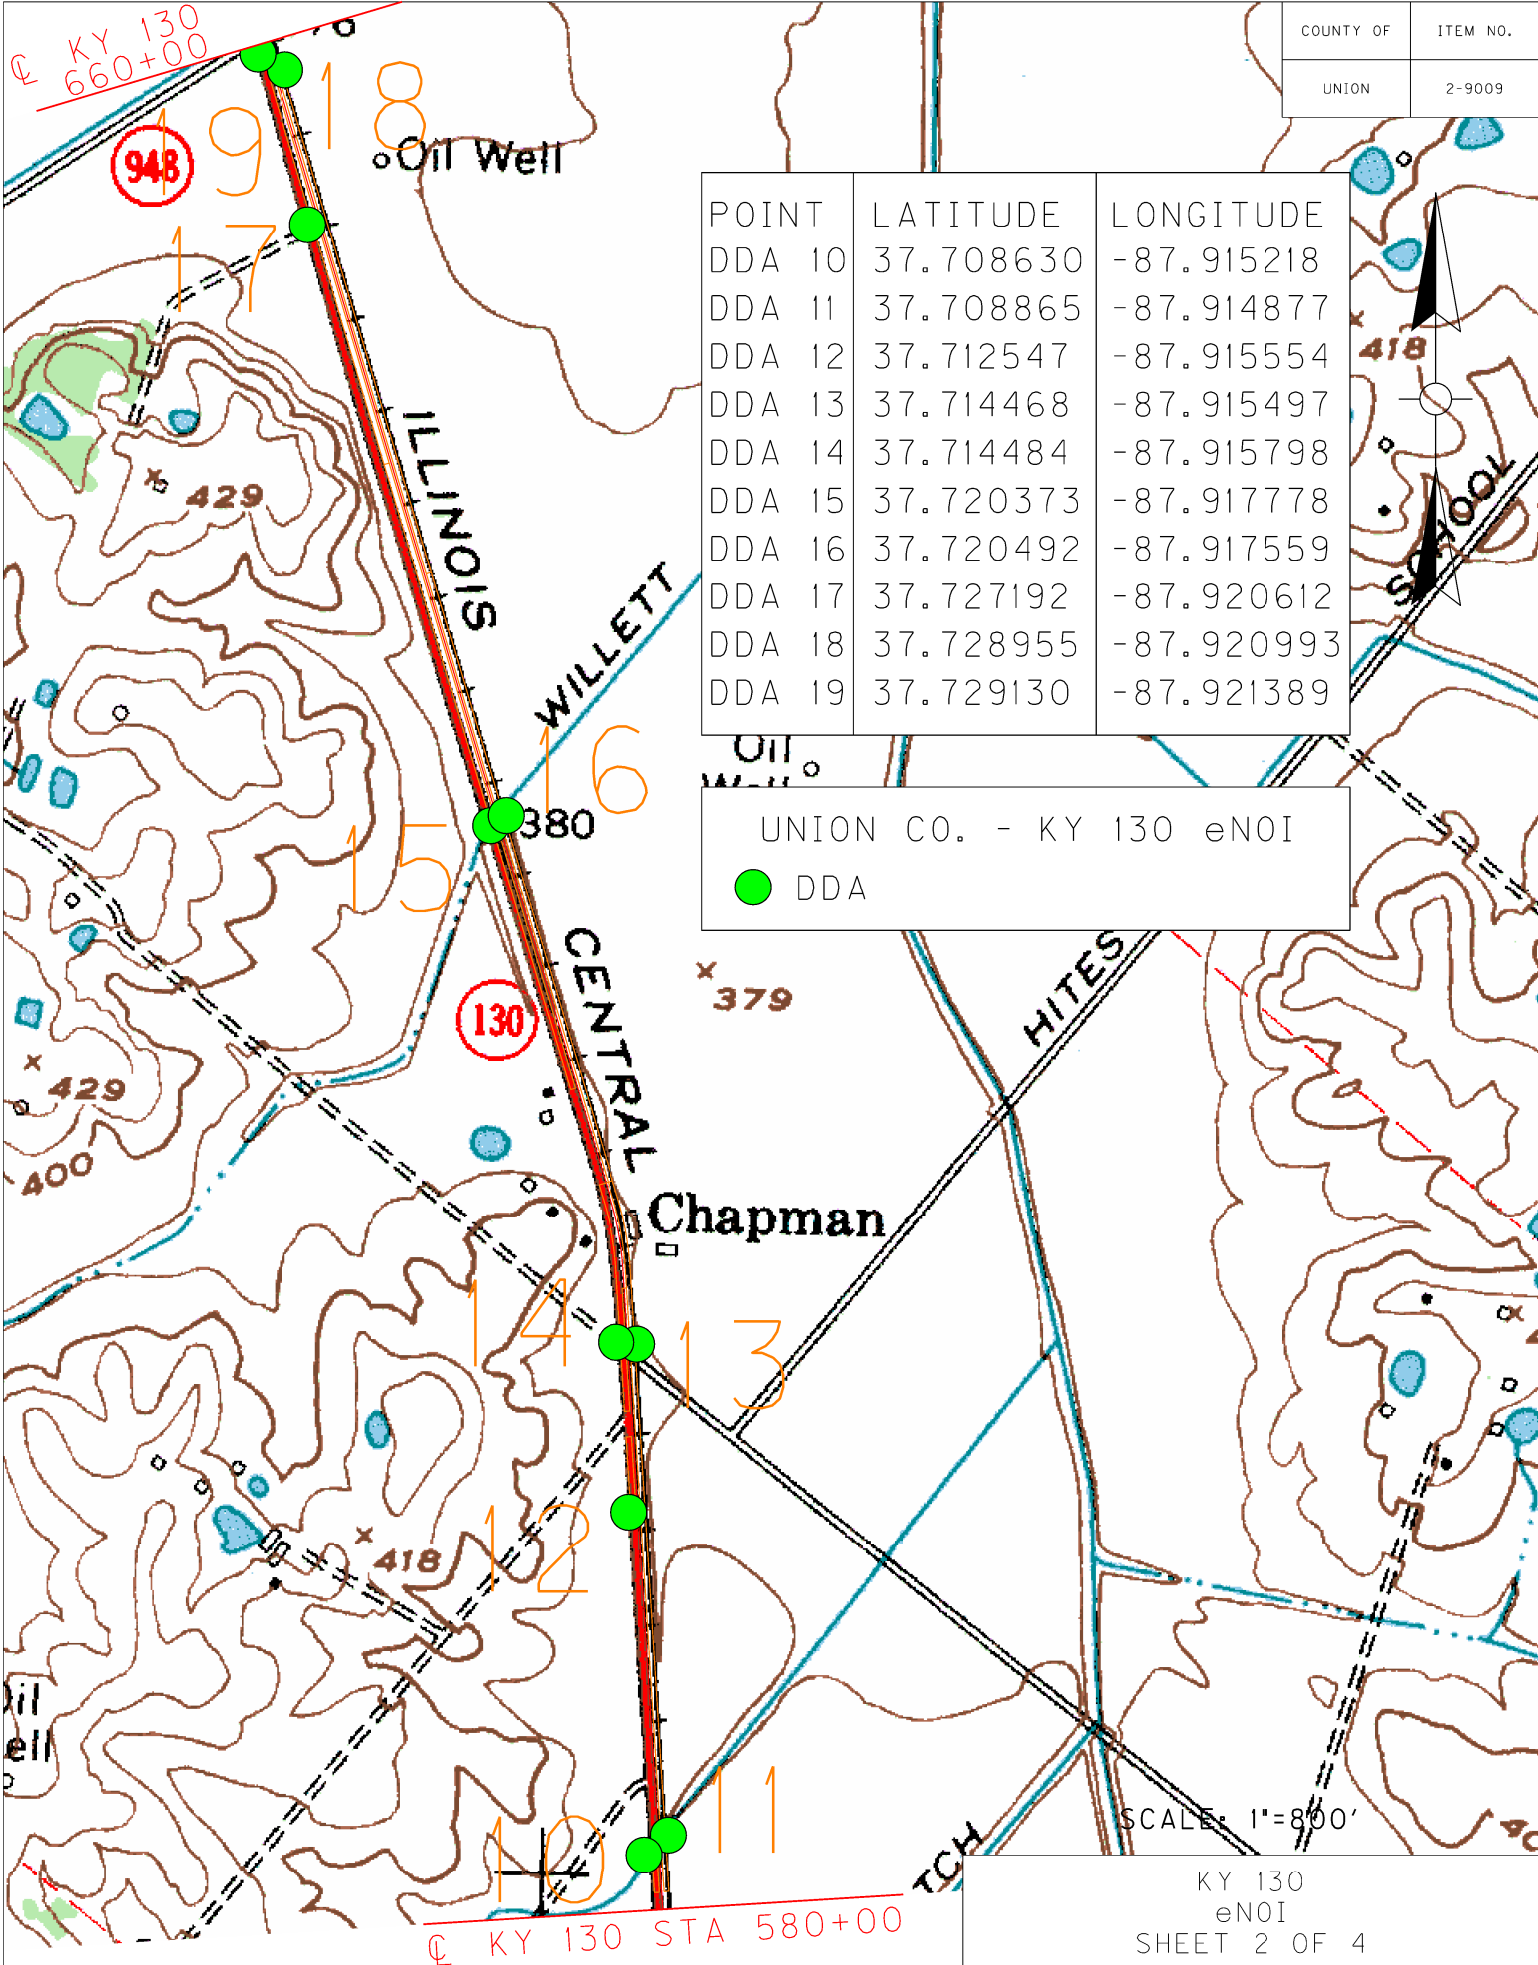 ℄ KY 130
660+00
76
COUNTY OF ITEM NO.
UNION 2-9009
19
18
948
Oil Well
17
POINT LATITUDE LONGITUDE
DDA 10 37.708630 -87.915218
DDA 11 37.708865 -87.914877
DDA 12 37.712547 -87.915554
DDA 13 37.714468 -87.915497
DDA 14 37.714484 -87.915798
DDA 15 37.720373 -87.917778
DDA 16 37.720492 -87.917559
DDA 17 37.727192 -87.920612
DDA 18 37.728955 -87.920993
DDA 19 37.729130 -87.921389
418
429
ILLINOIS
SCHOOL
WILLETT
16
Oil
Well
380
15
UNION CO. - KY 130 eNOI
DDA
CENTRAL
HITES
379
130
429
400
Chapman
14
13
12
418
Oil
Well
11
10
SCALE: 1"=800'
TCH
℄ KY 130 STA 580+00
KY 130
eNOI
SHEET 2 OF 4